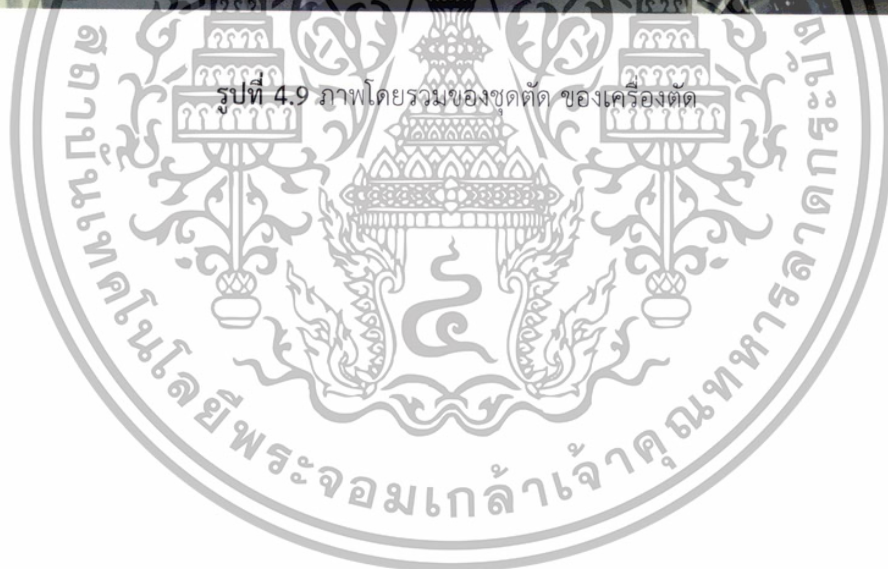 รูปที่ 4.9 ภาพโดยรวมของชุดตัด ของเครื่องตัด
สถาบันเทคโนโลยีพระจอมเกล้าเจ้าคุณทหารลาดกระบัง